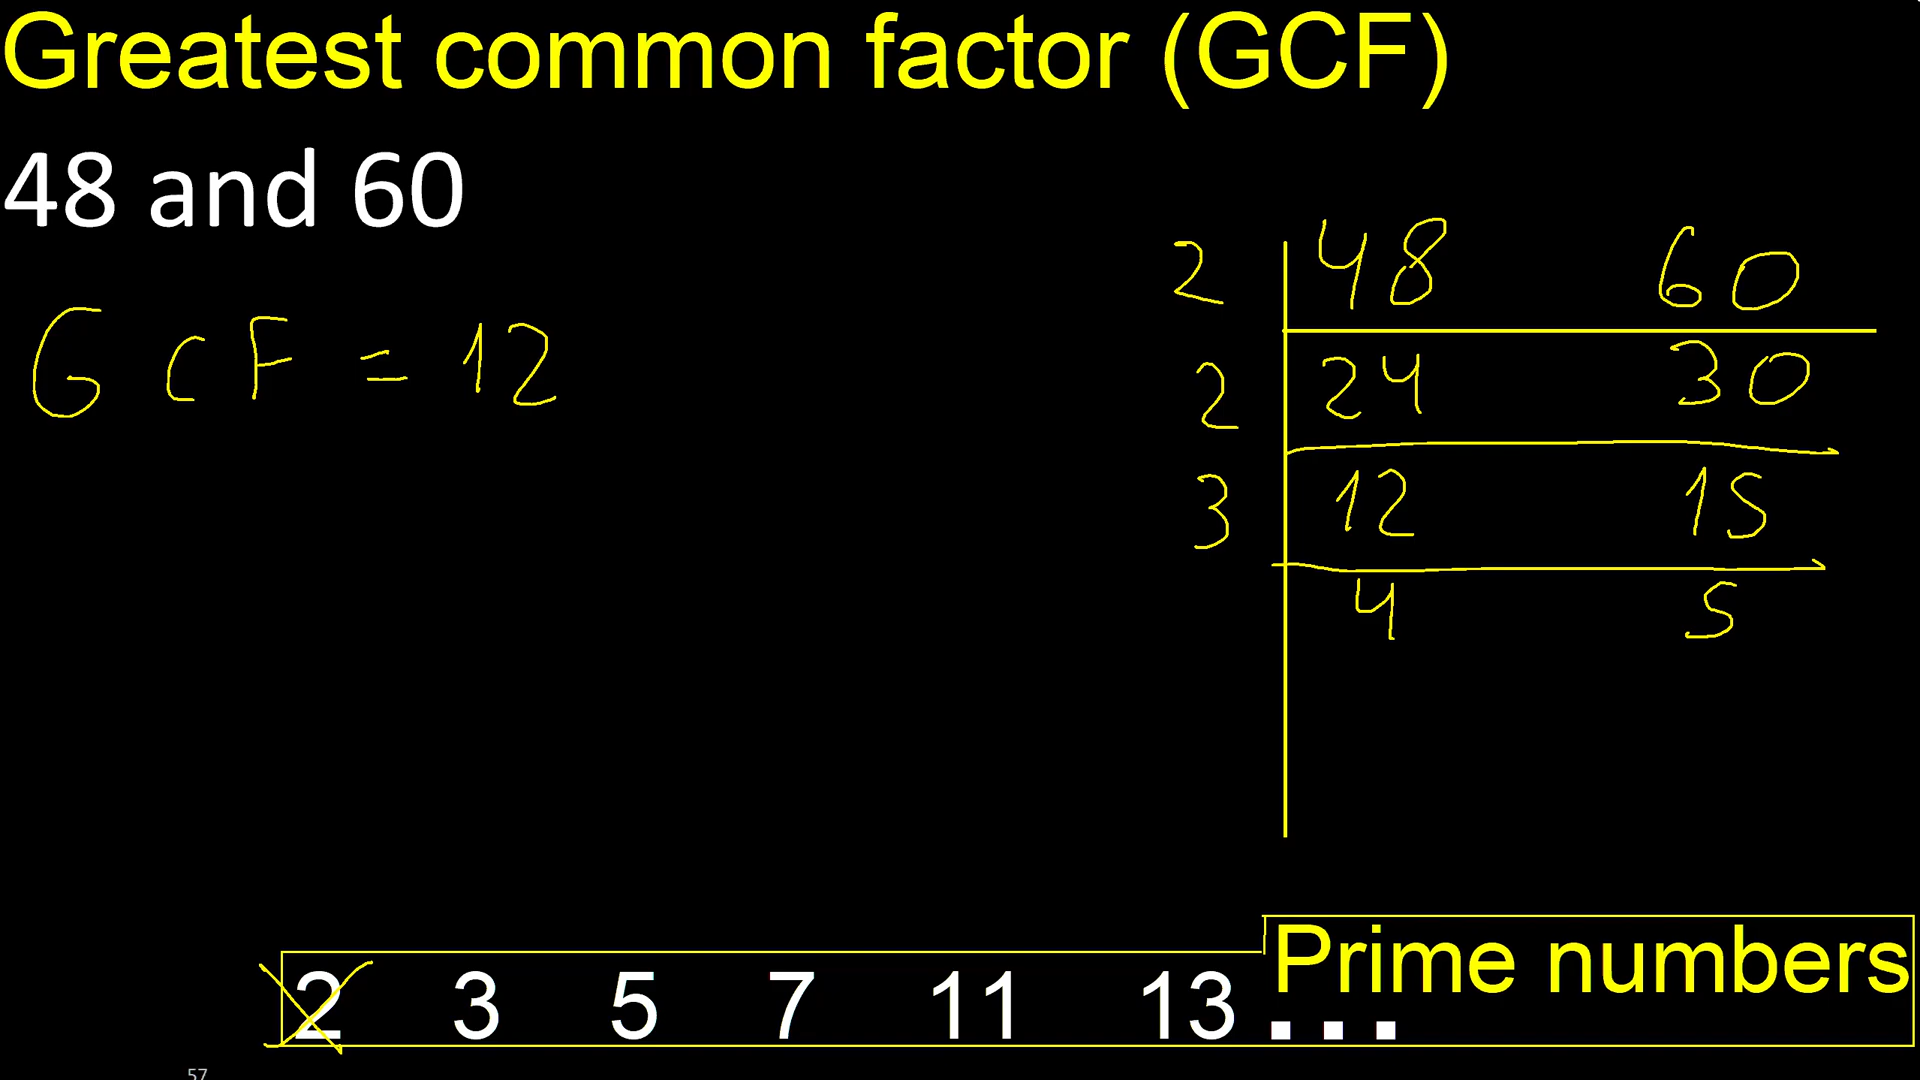 Greatest common factor (GCF)
48 and 60
GCF = 12
2 48 60
2 24 30
3 12 15
4 5
Prime numbers
2 3 5 7 11 13 ...
57